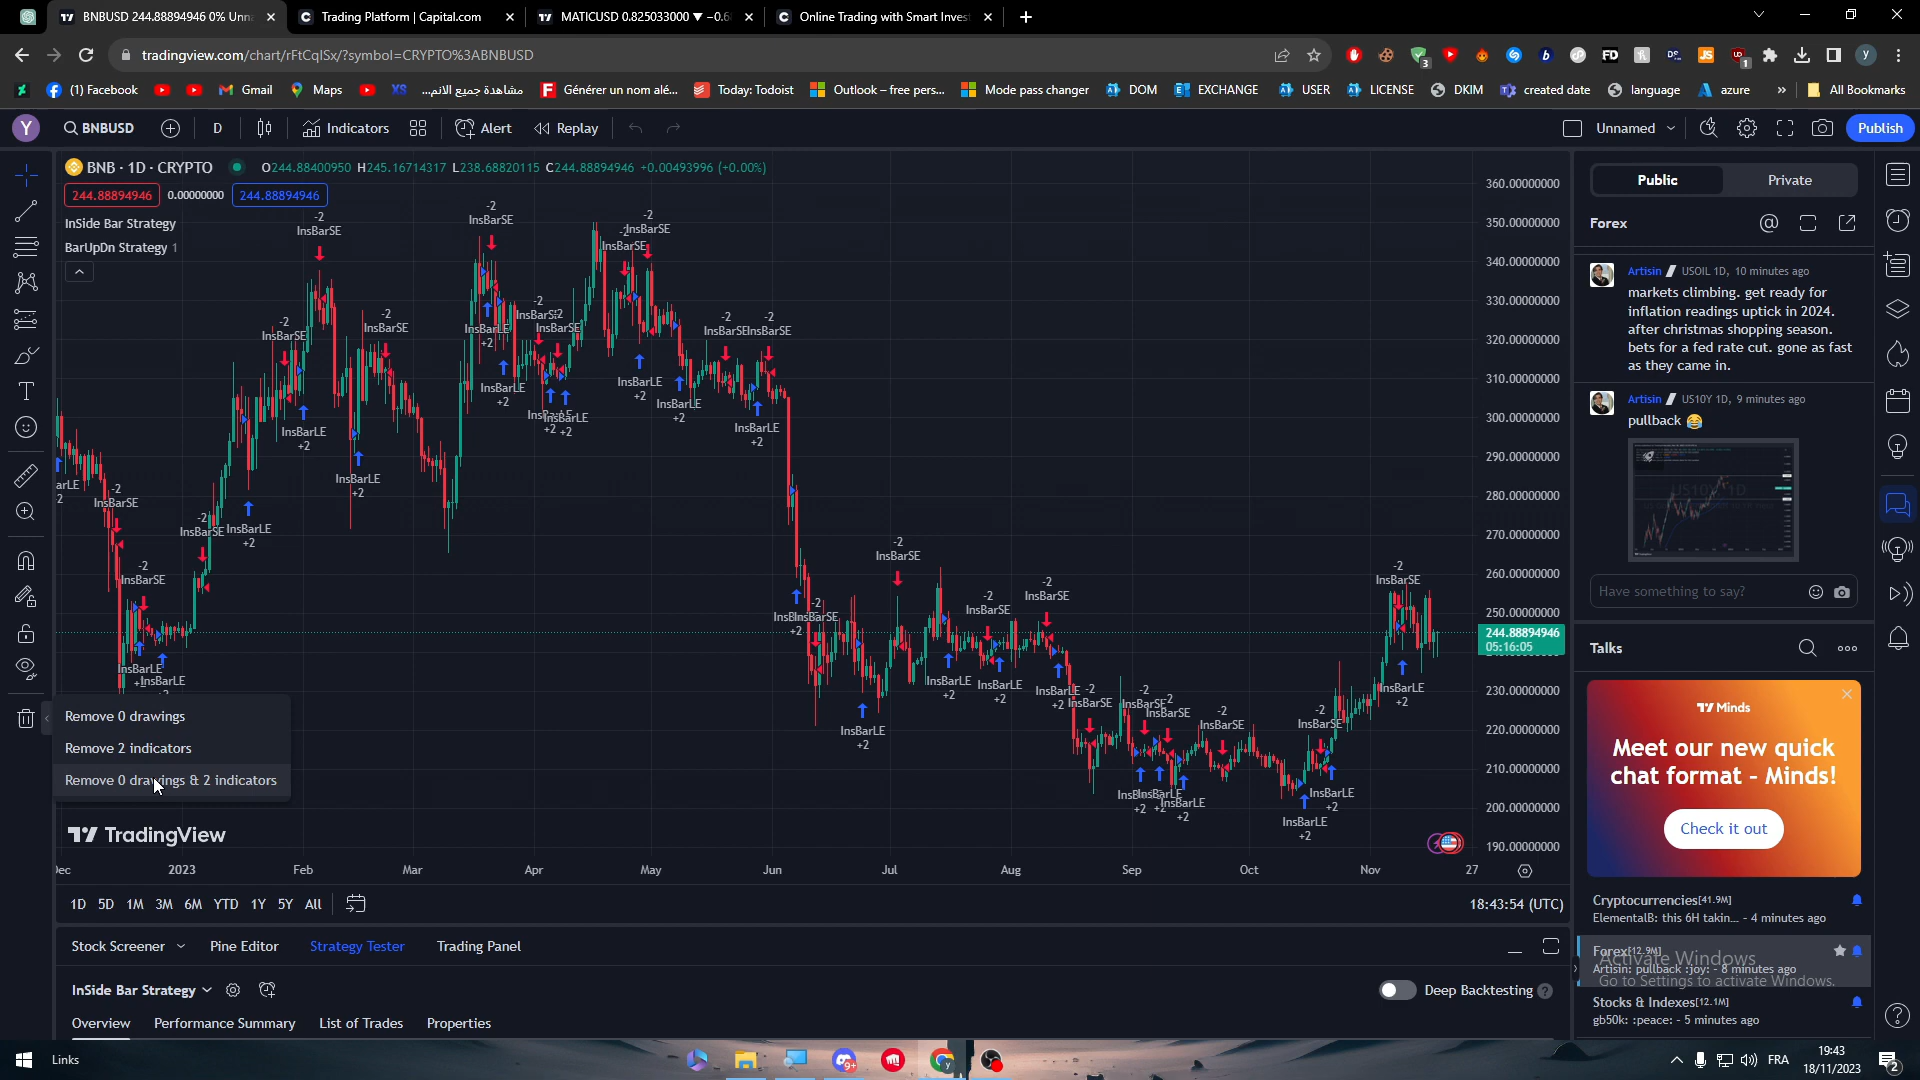 BNBUSD 244.88894946 0% Unna
Trading Platform | Capital.com
MATICUSD 0.825033000 ▼ −0.6
Online Trading with Smart Invest
tradingview.com/chart/rFtCqlSx/?symbol=CRYPTO%3ABNBUSD
(1) Facebook
Gmail
Maps
مشاهدة جميع الانم...
Générer un nom alé...
Today: Todoist
Outlook – free pers...
Mode pass changer
DOM
EXCHANGE
USER
LICENSE
DKIM
created date
language
azure
All Bookmarks
Y
BNBUSD
D
Indicators
Alert
Replay
Unnamed
Publish
BNB · 1D · CRYPTO
O244.88400950 H245.16714317 L238.68820115 C244.88894946 +0.00493996 (+0.00%)
244.88894946 0.00000000 244.88894946
InSide Bar Strategy
BarUpDn Strategy 1
360.00000000
350.00000000
340.00000000
330.00000000
320.00000000
310.00000000
300.00000000
290.00000000
280.00000000
270.00000000
260.00000000
250.00000000
244.88894946
05:16:05
230.00000000
220.00000000
210.00000000
200.00000000
190.00000000
-2
InsBarSE
InsBarLE
+2
Remove 0 drawings
Remove 2 indicators
Remove 0 drawings & 2 indicators
TradingView
2023 Feb Mar Apr May Jun Jul Aug Sep Oct Nov 27
1D 5D 1M 3M 6M YTD 1Y 5Y All
18:43:54 (UTC)
Stock Screener Pine Editor Strategy Tester Trading Panel
InSide Bar Strategy
Deep Backtesting
Overview Performance Summary List of Trades Properties
Public Private
Forex
Artisin USOIL 1D, 10 minutes ago
markets climbing. get ready for
inflation readings uptick in 2024.
after christmas shopping season.
bets for a fed rate cut. gone as fast
as they came in.
Artisin US10Y 1D, 9 minutes ago
pullback 😂
Have something to say?
Talks
Minds
Meet our new quick
chat format - Minds!
Check it out
Cryptocurrencies[41.9M]
ElementalB: this 6H takin... - 4 minutes ago
Forex[12.9M]
Artisin: pullback :joy: - 8 minutes ago
Activate Windows
Go to Settings to activate Windows.
Stocks & Indexes[12.1M]
gb50k: :peace: - 5 minutes ago
Links
FRA
19:43
18/11/2023